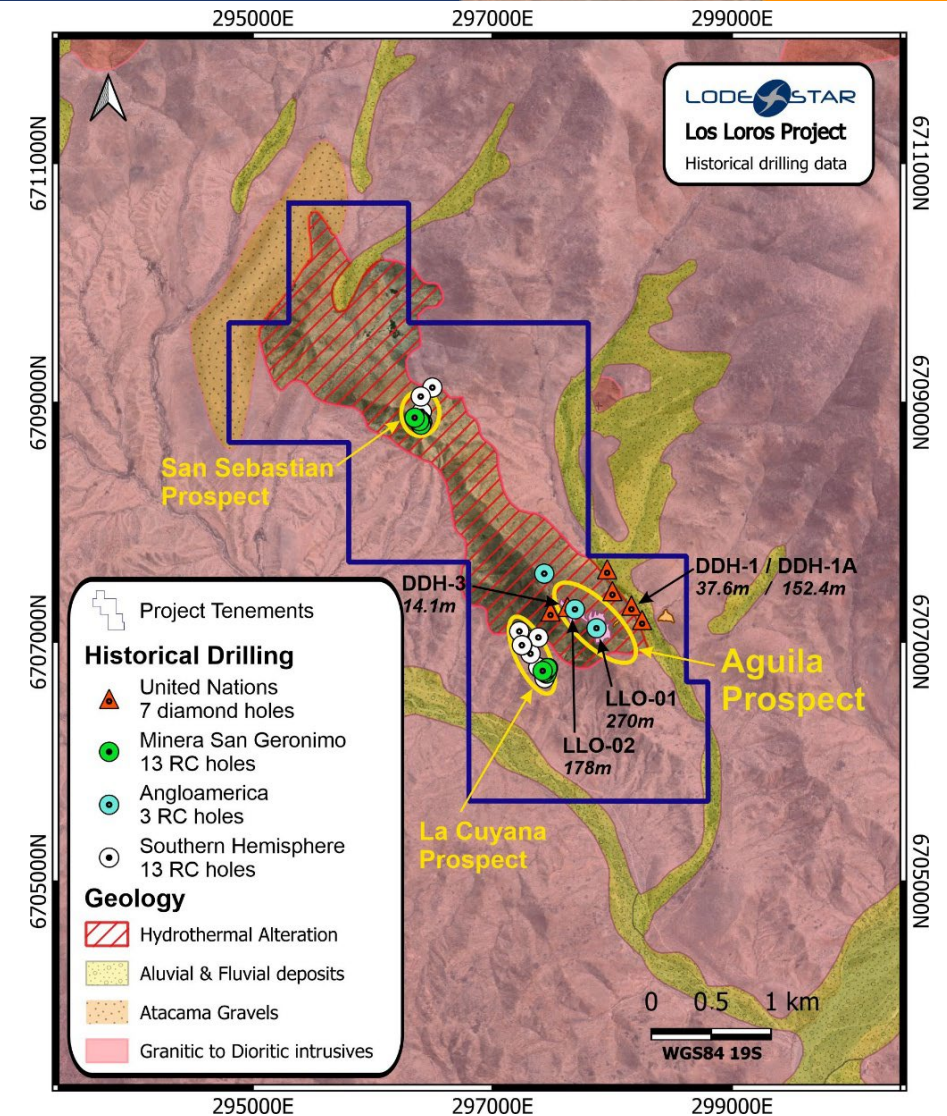 295000E 297000E 299000E
6711000N
6709000N
6707000N
6705000N
6711000N
6709000N
6707000N
6705000N
LODESTAR
Los Loros Project
Historical drilling data
San Sebastian
Prospect
DDH-3
14.1m
DDH-1 / DDH-1A
37.6m / 152.4m
Aguila
Prospect
LLO-01
270m
LLO-02
178m
La Cuyana
Prospect
Project Tenements
Historical Drilling
United Nations
7 diamond holes
Minera San Geronimo
13 RC holes
Angloamerica
3 RC holes
Southern Hemisphere
13 RC holes
Geology
Hydrothermal Alteration
Aluvial & Fluvial deposits
Atacama Gravels
Granitic to Dioritic intrusives
0 0.5 1 km
WGS84 19S
295000E 297000E 299000E